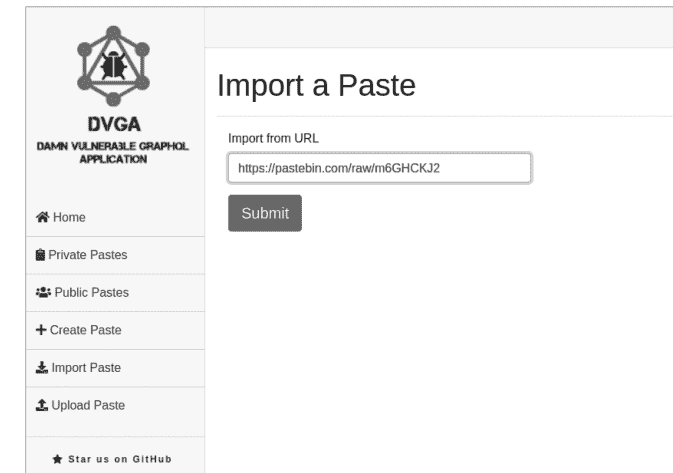 DVGA
DAMN VULNERA3LE GRAPHQL
APPLICATION
Home
Private Pastes
Public Pastes
Create Paste
Import Paste
Upload Paste
Star us on GitHub
Import a Paste
Import from URL
https://pastebin.com/raw/m6GHCKJ2
Submit